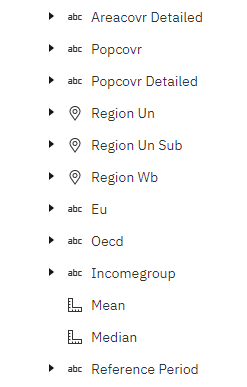 abc Areacovr Detailed
abc Popcovr
abc Popcovr Detailed
Region Un
Region Un Sub
Region Wb
abc Eu
abc Oecd
abc Incomegroup
Mean
Median
abc Reference Period